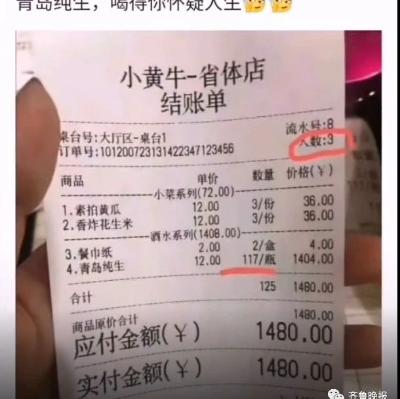 青岛纯生，喝得你怀疑人生
小黄牛-省体店
结账单
桌台号:大厅区-桌台1 流水号:8
订单号:101200723131422347123456 人数:3
商品 单价 数量 价格(￥)
小菜系列(72.00)
1.素拍黄瓜 12.00 3/份 36.00
2.香炸花生米 12.00 3/份 36.00
酒水系列(1408.00)
3.餐巾纸 2.00 2/盒 4.00
4.青岛纯生 12.00 117/瓶 1404.00
合计 125 1480.00
商品原价合计 1480.00
应付金额(￥) 1480.00
实付金额(￥) 1480.00
齐鲁晚报